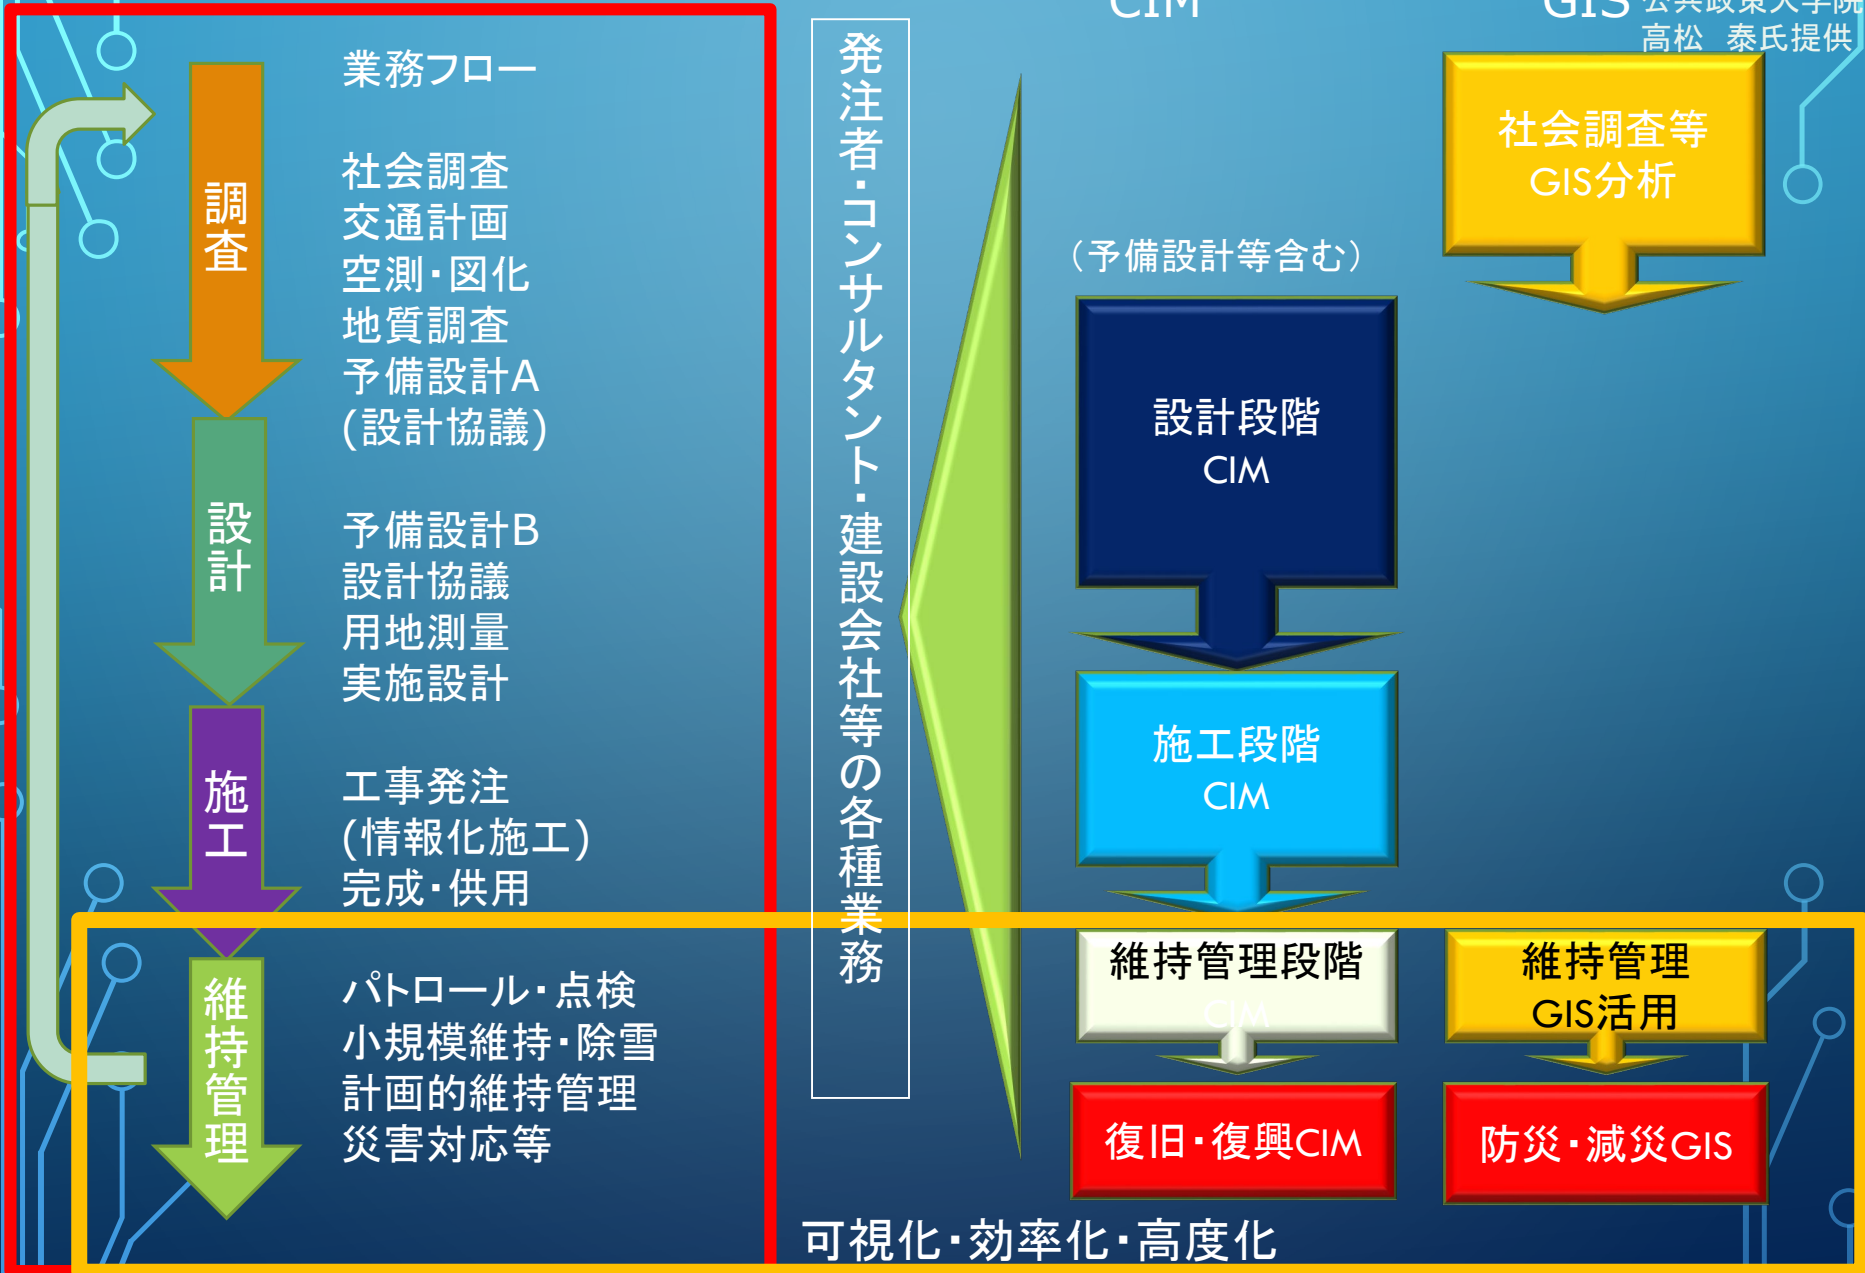 CIM
GIS
公共政策大学院
高松　泰氏提供
業務フロー
調査
社会調査
交通計画
空測・図化
地質調査
予備設計A
(設計協議)
設計
予備設計B
設計協議
用地測量
実施設計
施工
工事発注
(情報化施工)
完成・供用
維持管理
パトロール・点検
小規模維持・除雪
計画的維持管理
災害対応等
発注者・コンサルタント・建設会社等の各種業務
(予備設計等含む)
設計段階
CIM
施工段階
CIM
維持管理段階
CIM
復旧・復興CIM
社会調査等
GIS分析
維持管理
GIS活用
防災・減災GIS
可視化・効率化・高度化